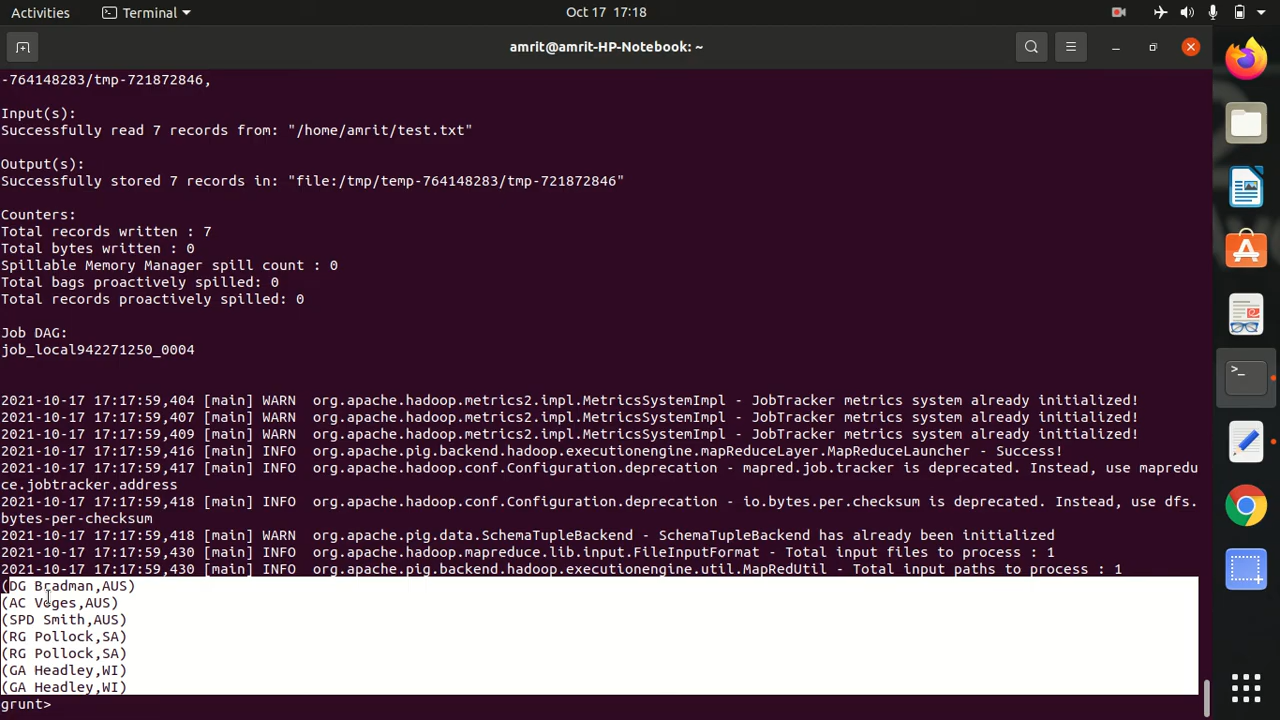 Activities
Terminal
Oct 17 17:18
amrit@amrit-HP-Notebook: ~
-764148283/tmp-721872846,
Input(s):
Successfully read 7 records from: "/home/amrit/test.txt"
Output(s):
Successfully stored 7 records in: "file:/tmp/temp-764148283/tmp-721872846"
Counters:
Total records written : 7
Total bytes written : 0
Spillable Memory Manager spill count : 0
Total bags proactively spilled: 0
Total records proactively spilled: 0
Job DAG:
job_local942271250_0004
2021-10-17 17:17:59,404 [main] WARN  org.apache.hadoop.metrics2.impl.MetricsSystemImpl - JobTracker metrics system already initialized!
2021-10-17 17:17:59,407 [main] WARN  org.apache.hadoop.metrics2.impl.MetricsSystemImpl - JobTracker metrics system already initialized!
2021-10-17 17:17:59,409 [main] WARN  org.apache.hadoop.metrics2.impl.MetricsSystemImpl - JobTracker metrics system already initialized!
2021-10-17 17:17:59,416 [main] INFO  org.apache.pig.backend.hadoop.executionengine.mapReduceLayer.MapReduceLauncher - Success!
2021-10-17 17:17:59,417 [main] INFO  org.apache.hadoop.conf.Configuration.deprecation - mapred.job.tracker is deprecated. Instead, use mapredu
ce.jobtracker.address
2021-10-17 17:17:59,418 [main] INFO  org.apache.hadoop.conf.Configuration.deprecation - io.bytes.per.checksum is deprecated. Instead, use dfs.
bytes-per-checksum
2021-10-17 17:17:59,418 [main] WARN  org.apache.pig.data.SchemaTupleBackend - SchemaTupleBackend has already been initialized
2021-10-17 17:17:59,430 [main] INFO  org.apache.hadoop.mapreduce.lib.input.FileInputFormat - Total input files to process : 1
2021-10-17 17:17:59,430 [main] INFO  org.apache.pig.backend.hadoop.executionengine.util.MapRedUtil - Total input paths to process : 1
(DG Bradman,AUS)
(AC Voges,AUS)
(SPD Smith,AUS)
(RG Pollock,SA)
(RG Pollock,SA)
(GA Headley,WI)
(GA Headley,WI)
grunt>